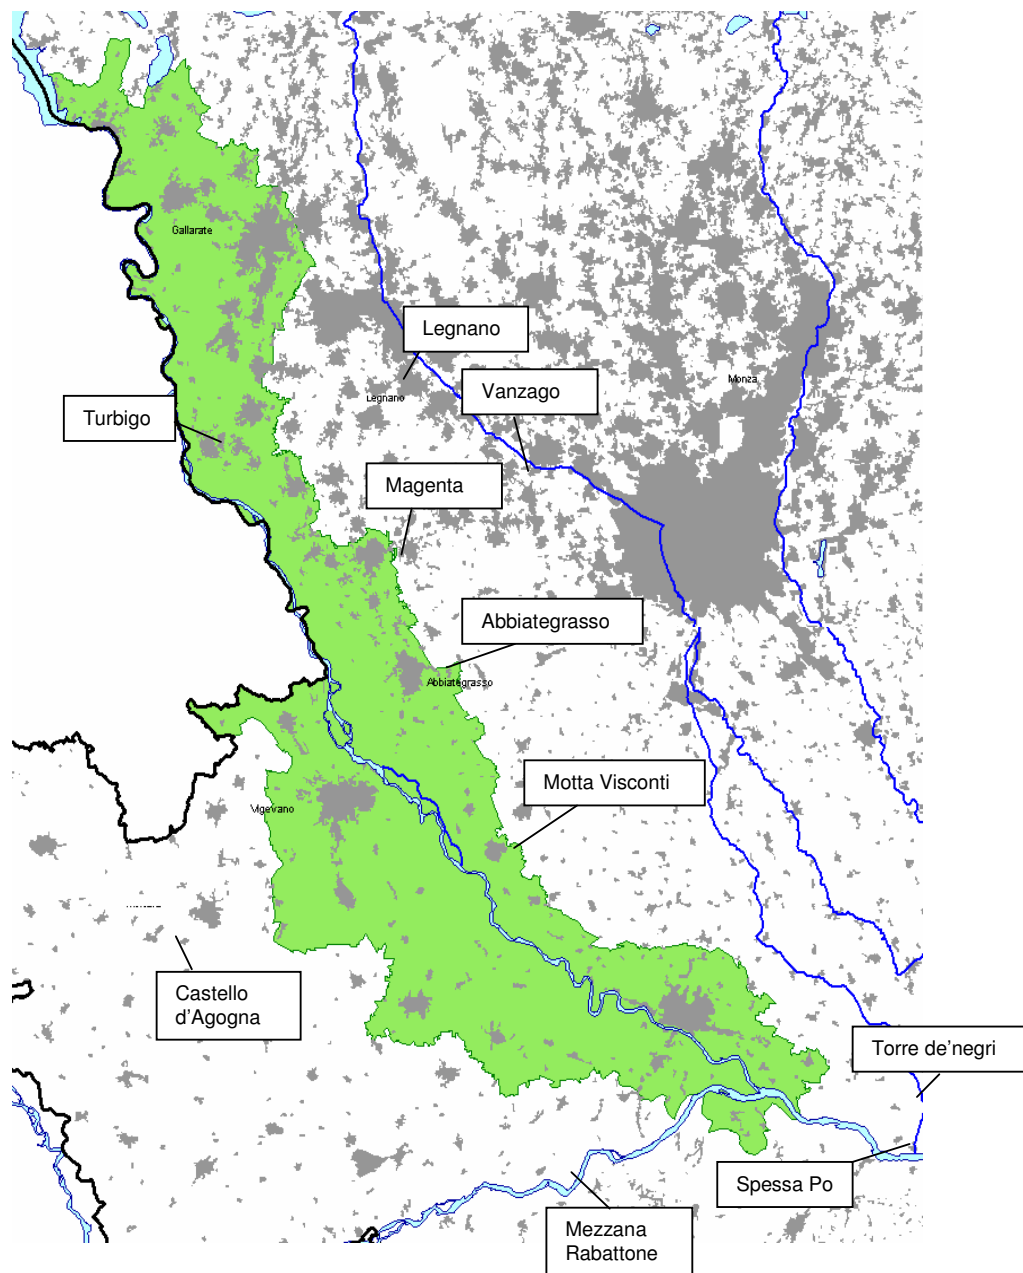 Gallarate
Legnano
Legnano
Vanzago
Monza
Turbigo
Magenta
Abbiategrasso
Abbiategrasso
Motta Visconti
Vigevano
Castello
d'Agogna
Torre de'negri
Spessa Po
Mezzana
Rabattone